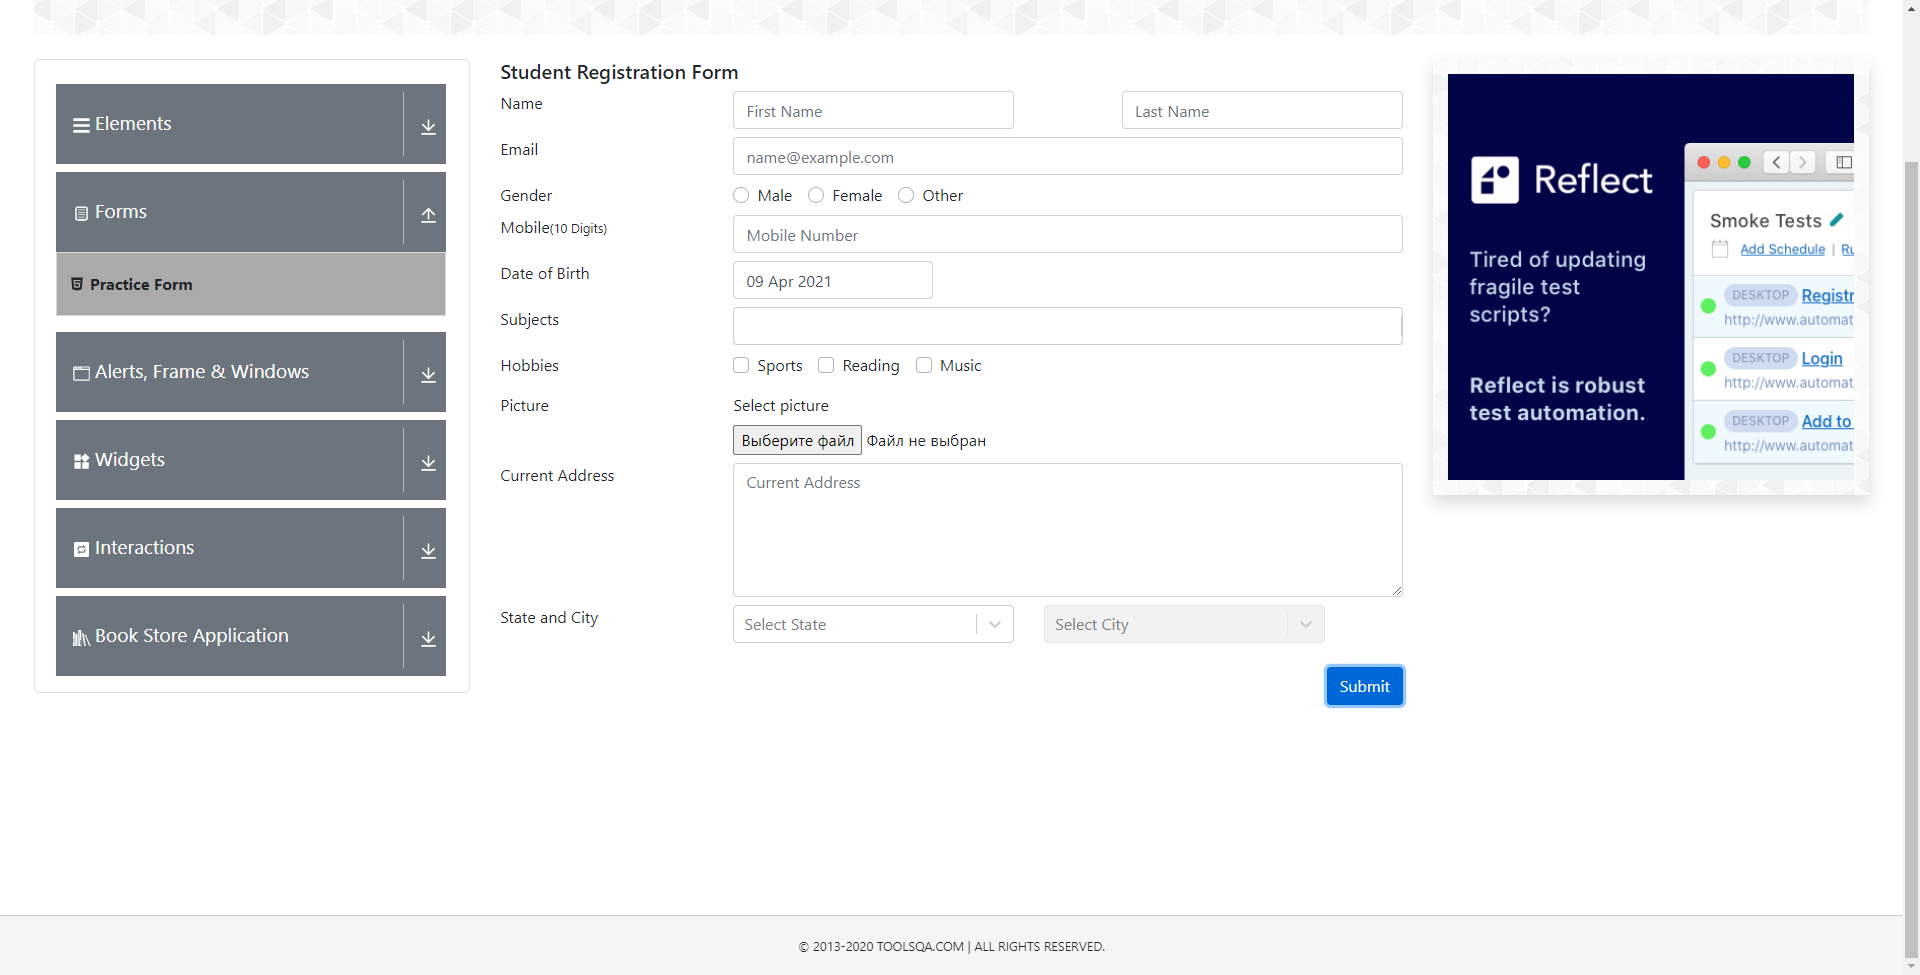 Elements
Forms
Practice Form
Alerts, Frame & Windows
Widgets
Interactions
Book Store Application
Student Registration Form
Name
First Name
Last Name
Email
name@example.com
Gender
Male
Female
Other
Mobile(10 Digits)
Mobile Number
Date of Birth
09 Apr 2021
Subjects
Hobbies
Sports
Reading
Music
Picture
Select picture
Выберите файл Файл не выбран
Current Address
Current Address
State and City
Select State
Select City
Submit
Reflect
Tired of updating
fragile test
scripts?
Reflect is robust
test automation.
Smoke Tests
Add Schedule | Ru
DESKTOP Registr
http://www.automat
DESKTOP Login
http://www.automat
DESKTOP Add to
http://www.automat
© 2013-2020 TOOLSQA.COM | ALL RIGHTS RESERVED.